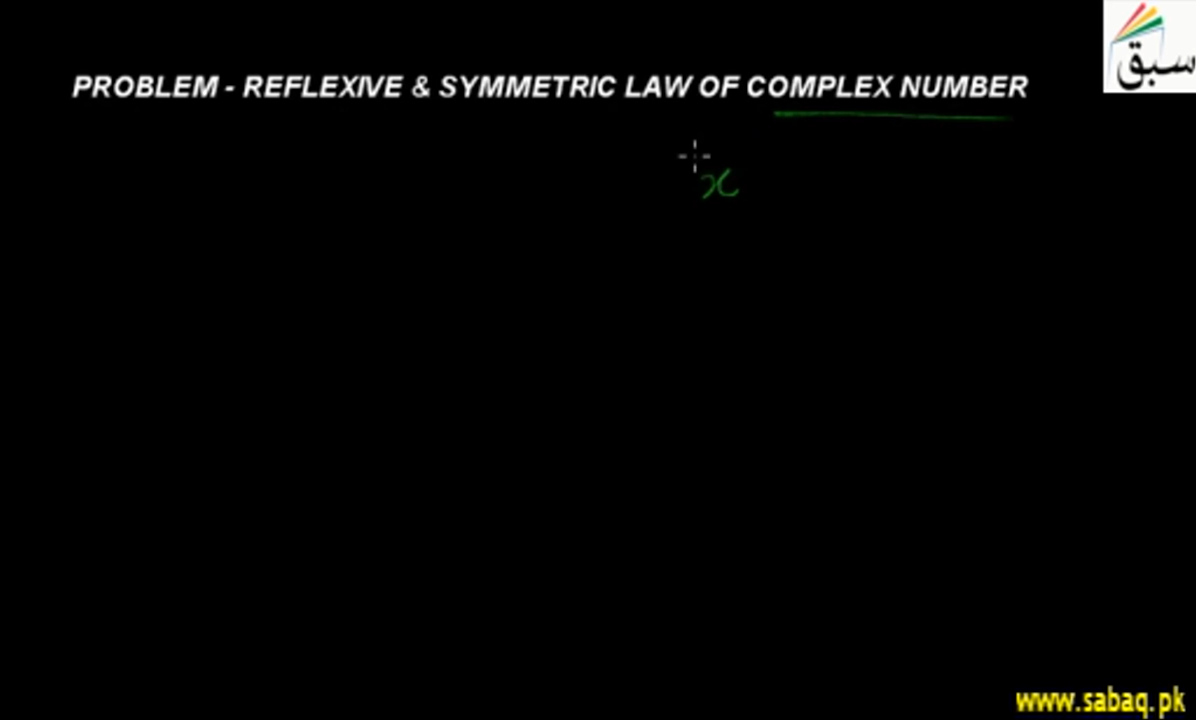 سبق
PROBLEM - REFLEXIVE & SYMMETRIC LAW OF COMPLEX NUMBER
x
www.sabaq.pk